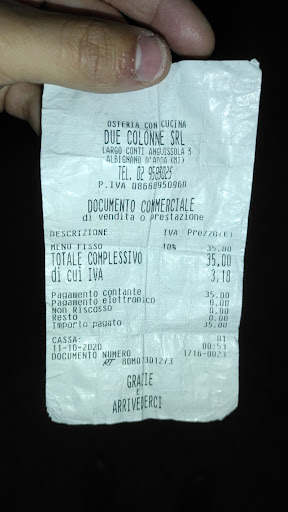 OSTERIA CON CUCINA
DUE COLONNE SRL
LARGO CONTI ANGUISSOLA 3
ALBIGNANO D'ADDA (MI)
TEL. 02 9583025
P.IVA 08668950960
DOCUMENTO COMMERCIALE
di vendita o prestazione
DESCRIZIONE IVA Prezzo(€)
MENU FISSO 10% 35.00
TOTALE COMPLESSIVO 35.00
di cui IVA 3,18
Pagamento contante 35.00
Pagamento elettronico 0.00
Non Riscosso 0.00
Resto 0.00
Importo pagato 35.00
CASSA: 01
11-10-2020 00:53
DOCUMENTO NUMERO 1716-0023
RT 80M07301273
GRAZIE
E
ARRIVEDERCI